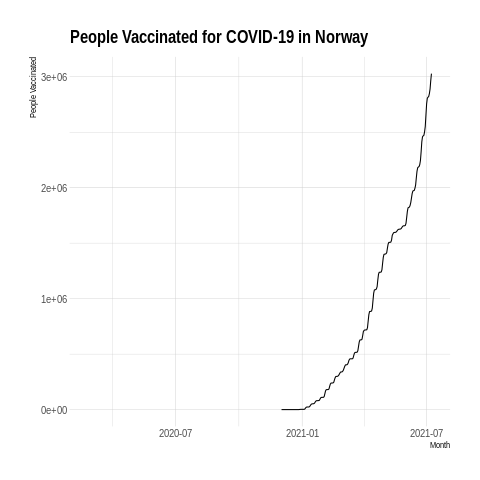 People Vaccinated for COVID-19 in Norway
People Vaccinated
3e+06
2e+06
1e+06
0e+00
2020-07
2021-01
2021-07
Month